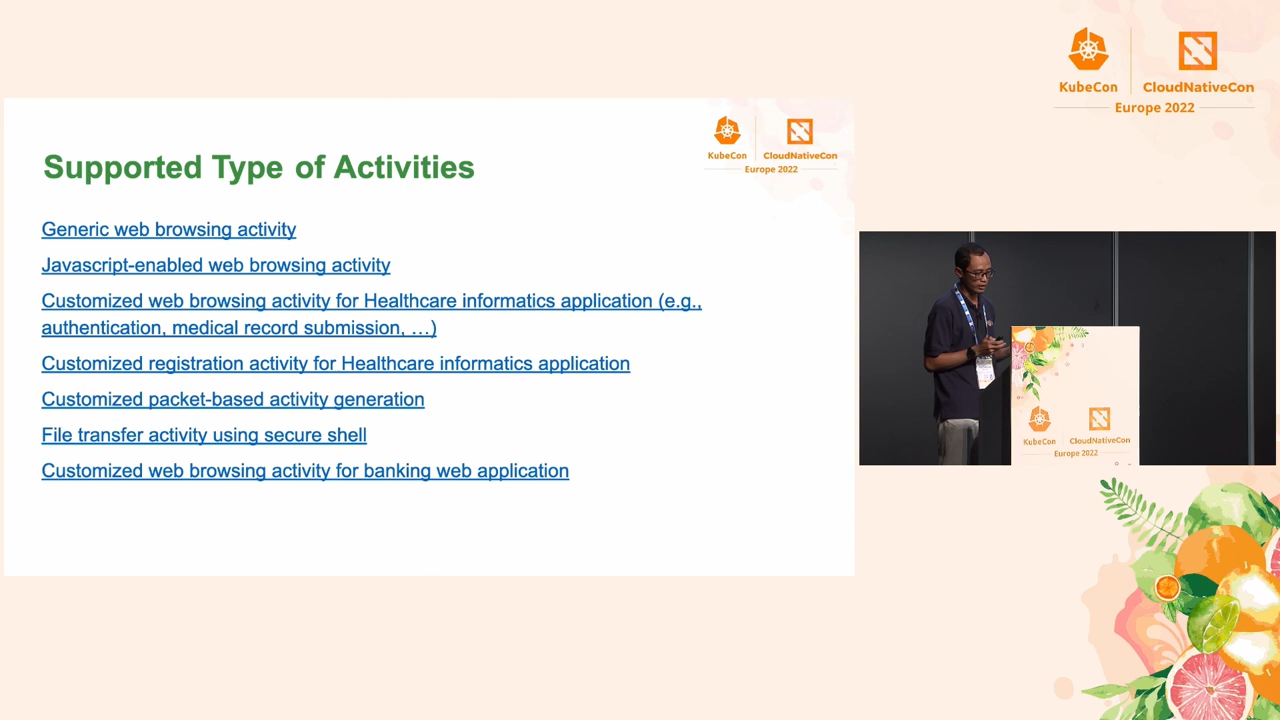 KubeCon
CloudNativeCon
Europe 2022
Supported Type of Activities
KubeCon
CloudNativeCon
Europe 2022
Generic web browsing activity
Javascript-enabled web browsing activity
Customized web browsing activity for Healthcare informatics application (e.g.,
authentication, medical record submission, …)
Customized registration activity for Healthcare informatics application
Customized packet-based activity generation
File transfer activity using secure shell
Customized web browsing activity for banking web application
KubeCon
CloudNativeCon
Europe 2022